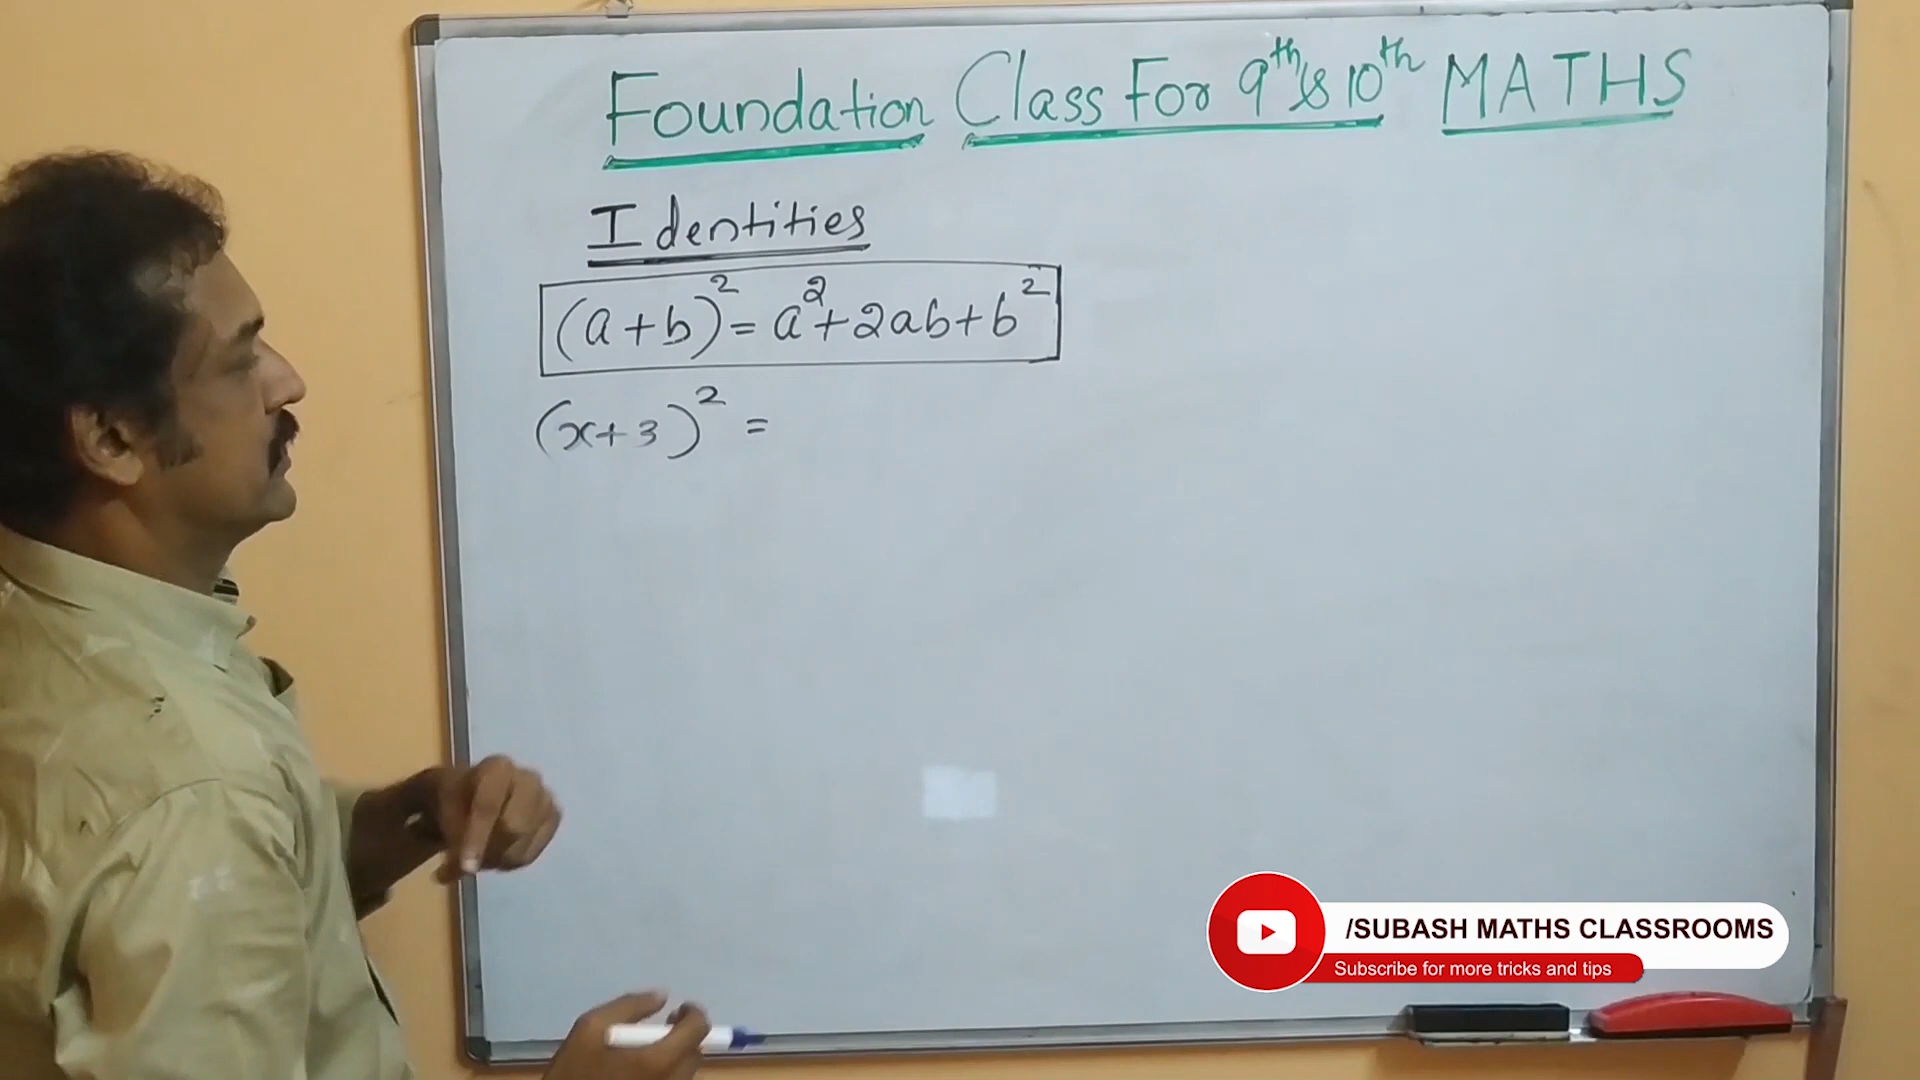 Foundation Class For 9th & 10th MATHS
Identities
(a+b)² = a²+2ab+b²
(x+3)² =
/SUBASH MATHS CLASSROOMS
Subscribe for more tricks and tips